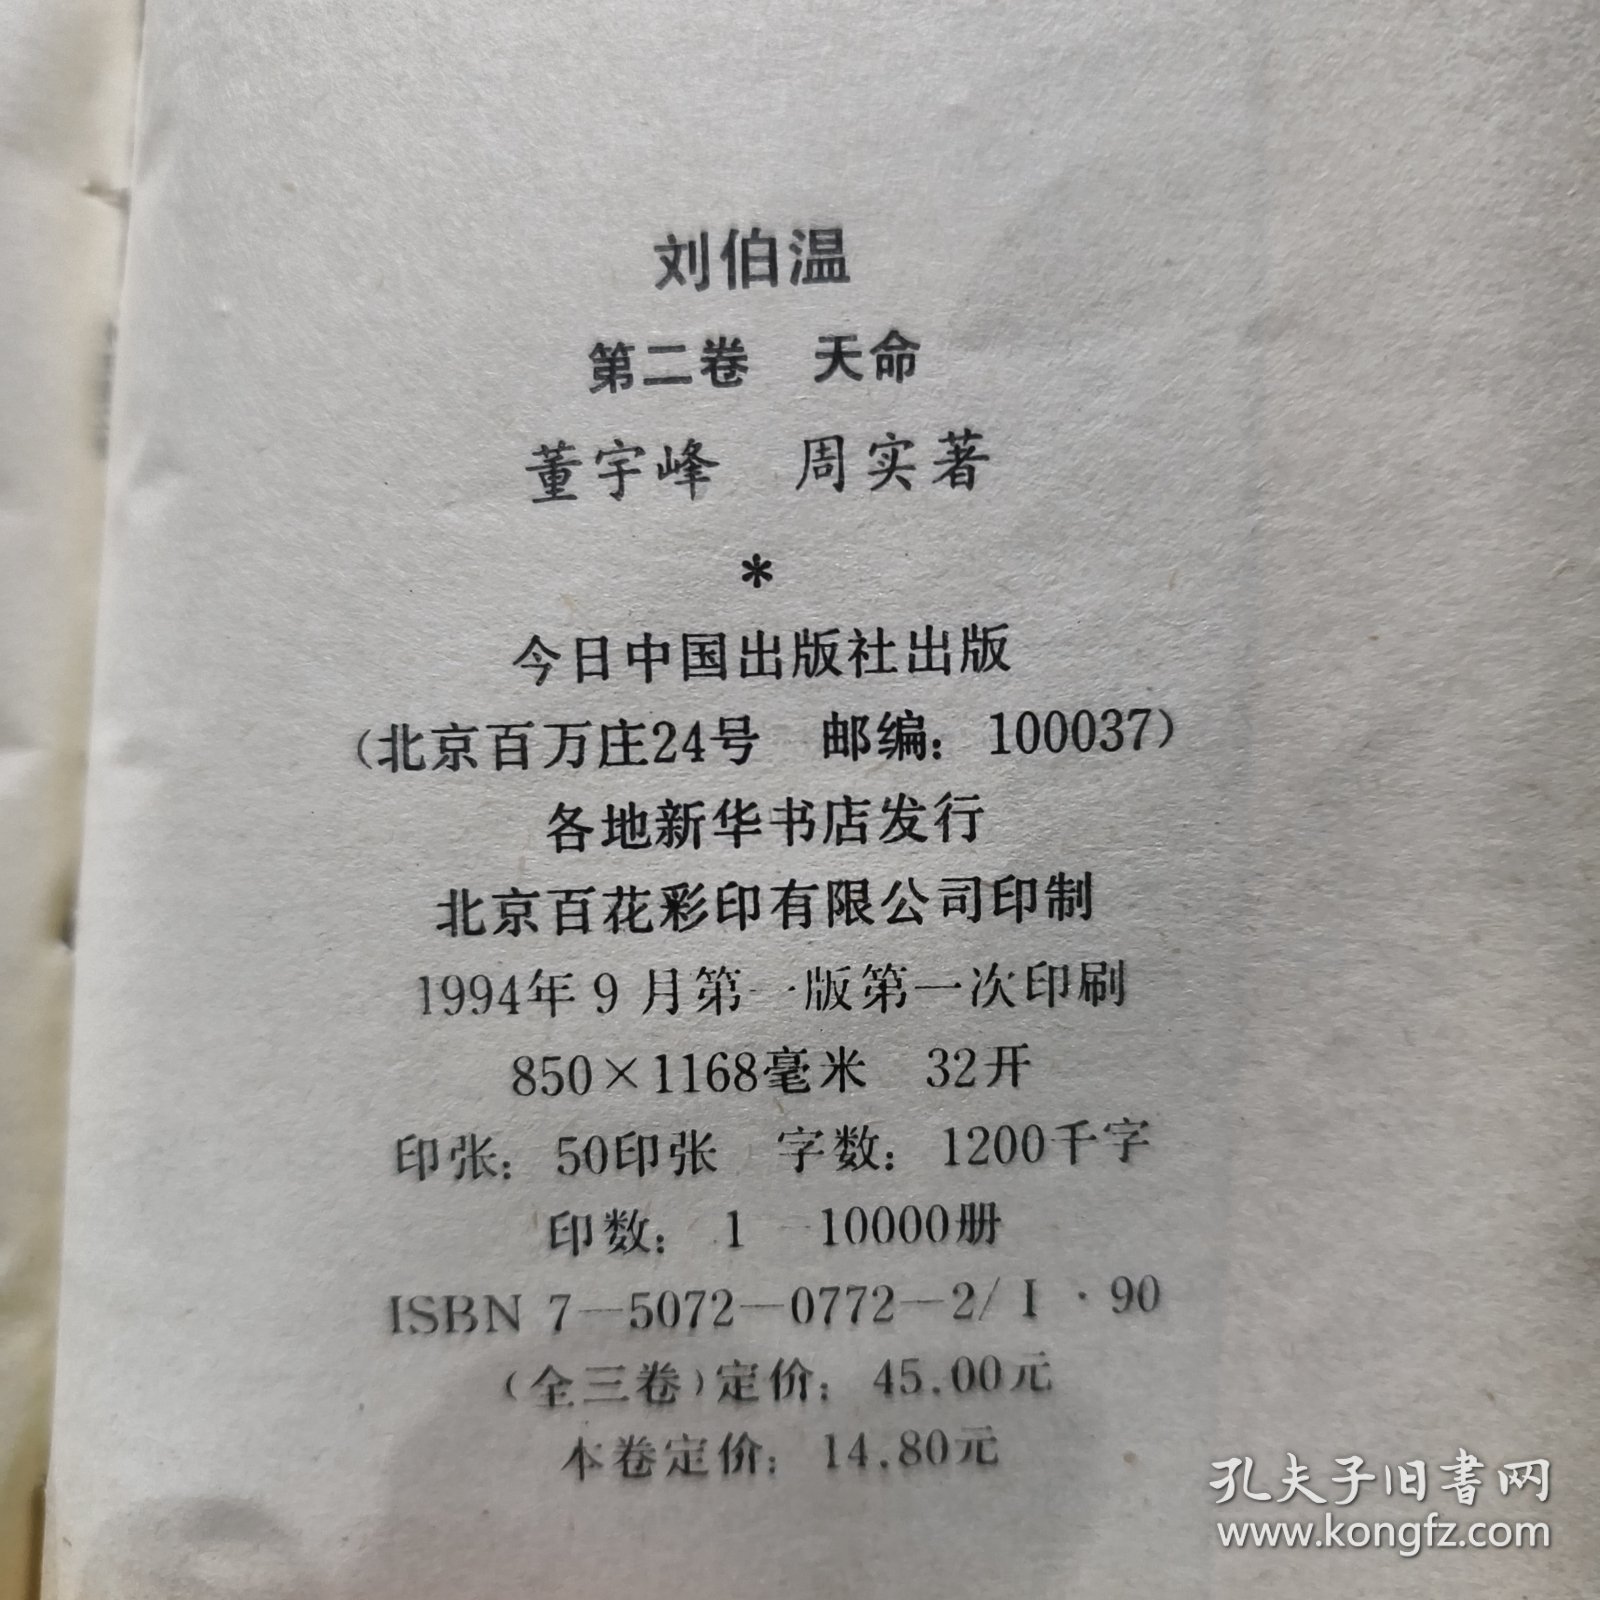 刘伯温
第二卷　天命
董宇峰　周实著
*
今日中国出版社出版
(北京百万庄24号　邮编：100037)
各地新华书店发行
北京百花彩印有限公司印制
1994年9月第一版第一次印刷
850×1168毫米　32开
印张：50印张　字数：1200千字
印数：1—10000册
ISBN 7—5072—0772—2/I·90
(全三卷)定价：45.00元
本卷定价：14.80元
孔夫子旧书网
www.kongfz.com